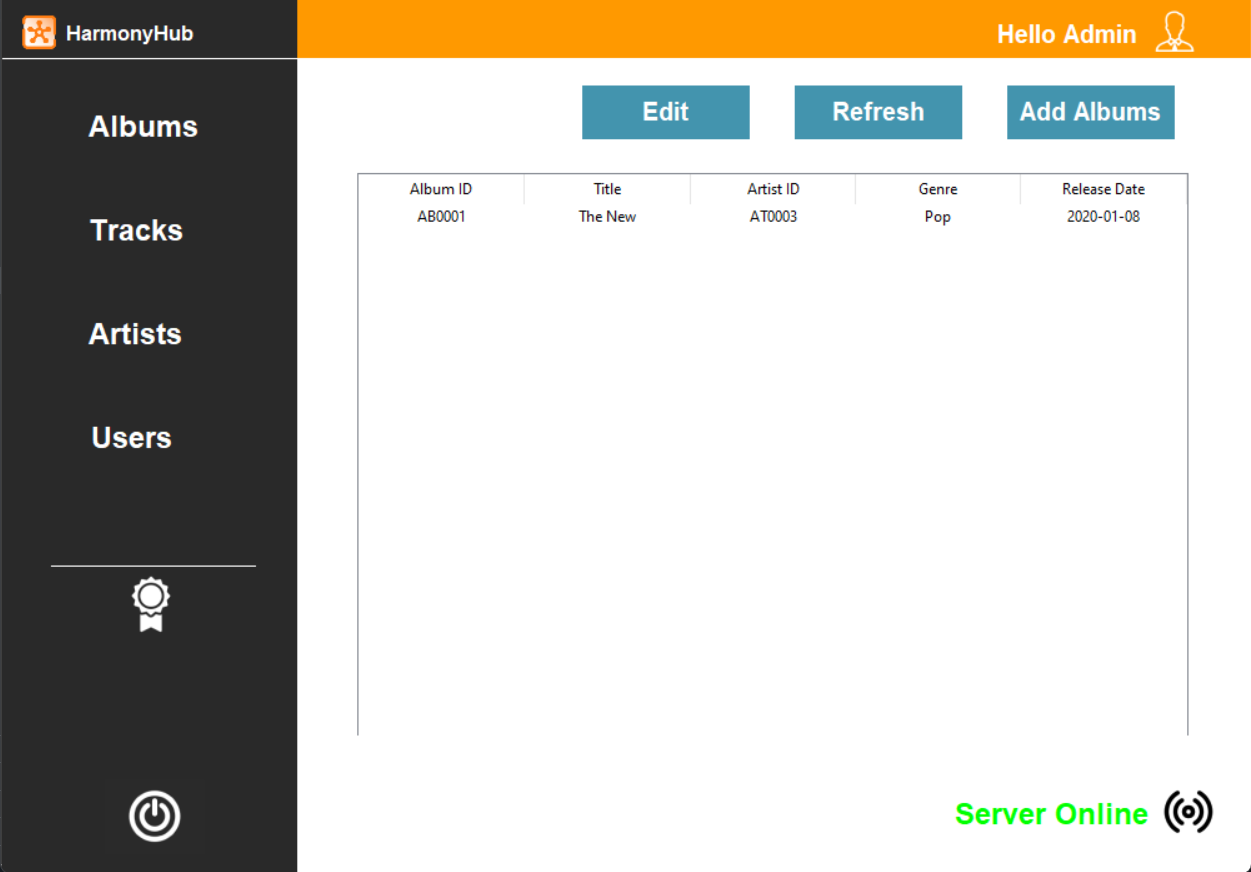 HarmonyHub
Hello Admin
Albums
Tracks
Artists
Users
Edit Refresh Add Albums
Album ID Title Artist ID Genre Release Date
AB0001 The New AT0003 Pop 2020-01-08
Server Online